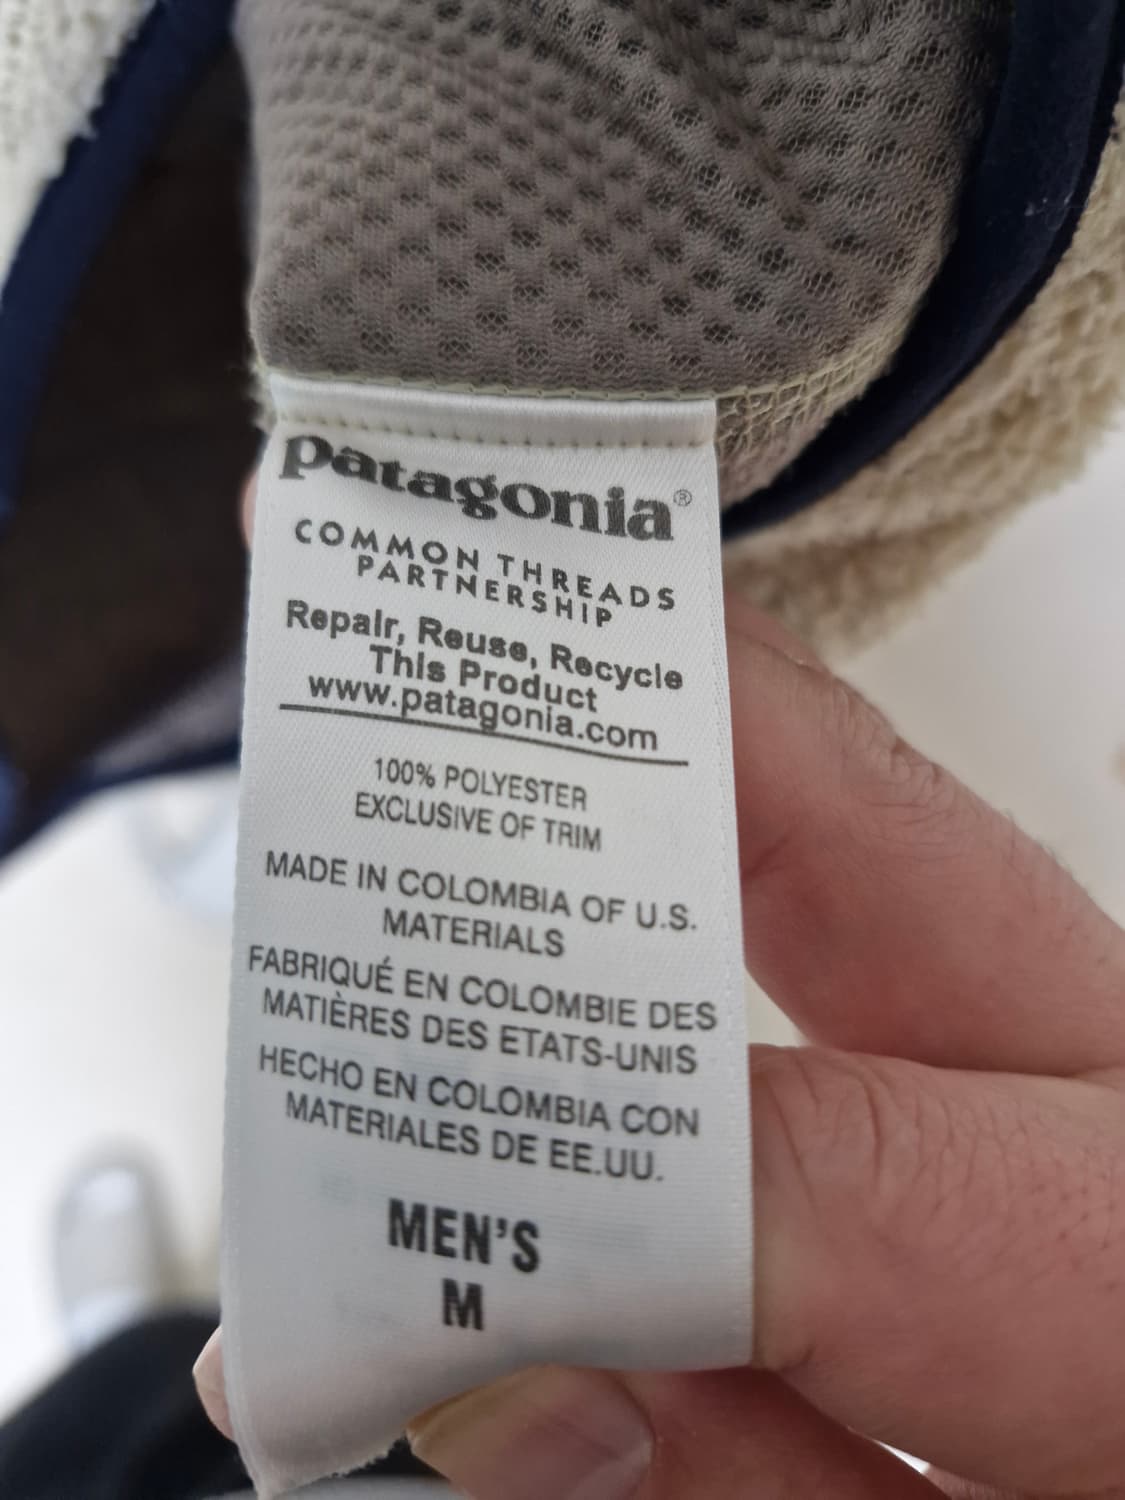 patagonia®
COMMON THREADS
PARTNERSHIP
Repair, Reuse, Recycle
This Product
www.patagonia.com
100% POLYESTER
EXCLUSIVE OF TRIM
MADE IN COLOMBIA OF U.S.
MATERIALS
FABRIQUÉ EN COLOMBIE DES
MATIÈRES DES ETATS-UNIS
HECHO EN COLOMBIA CON
MATERIALES DE EE.UU.
MEN'S
M